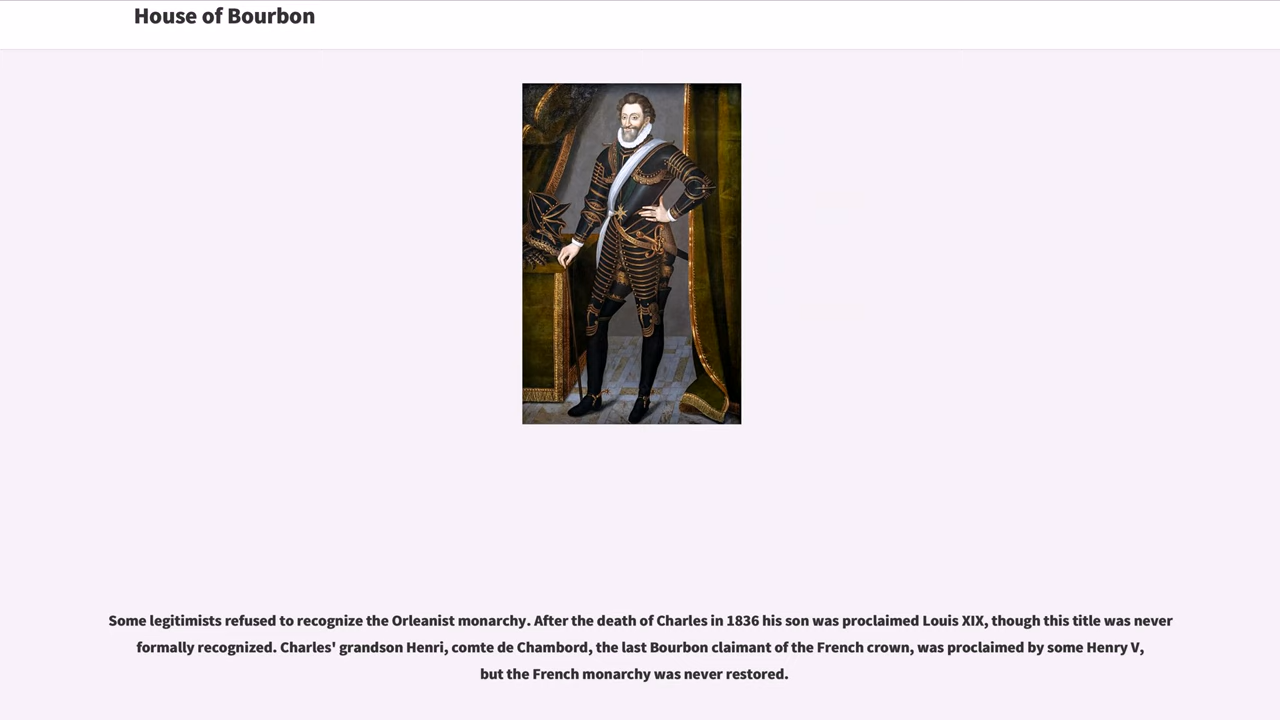 House of Bourbon
Some legitimists refused to recognize the Orleanist monarchy. After the death of Charles in 1836 his son was proclaimed Louis XIX, though this title was never
formally recognized. Charles' grandson Henri, comte de Chambord, the last Bourbon claimant of the French crown, was proclaimed by some Henry V,
but the French monarchy was never restored.